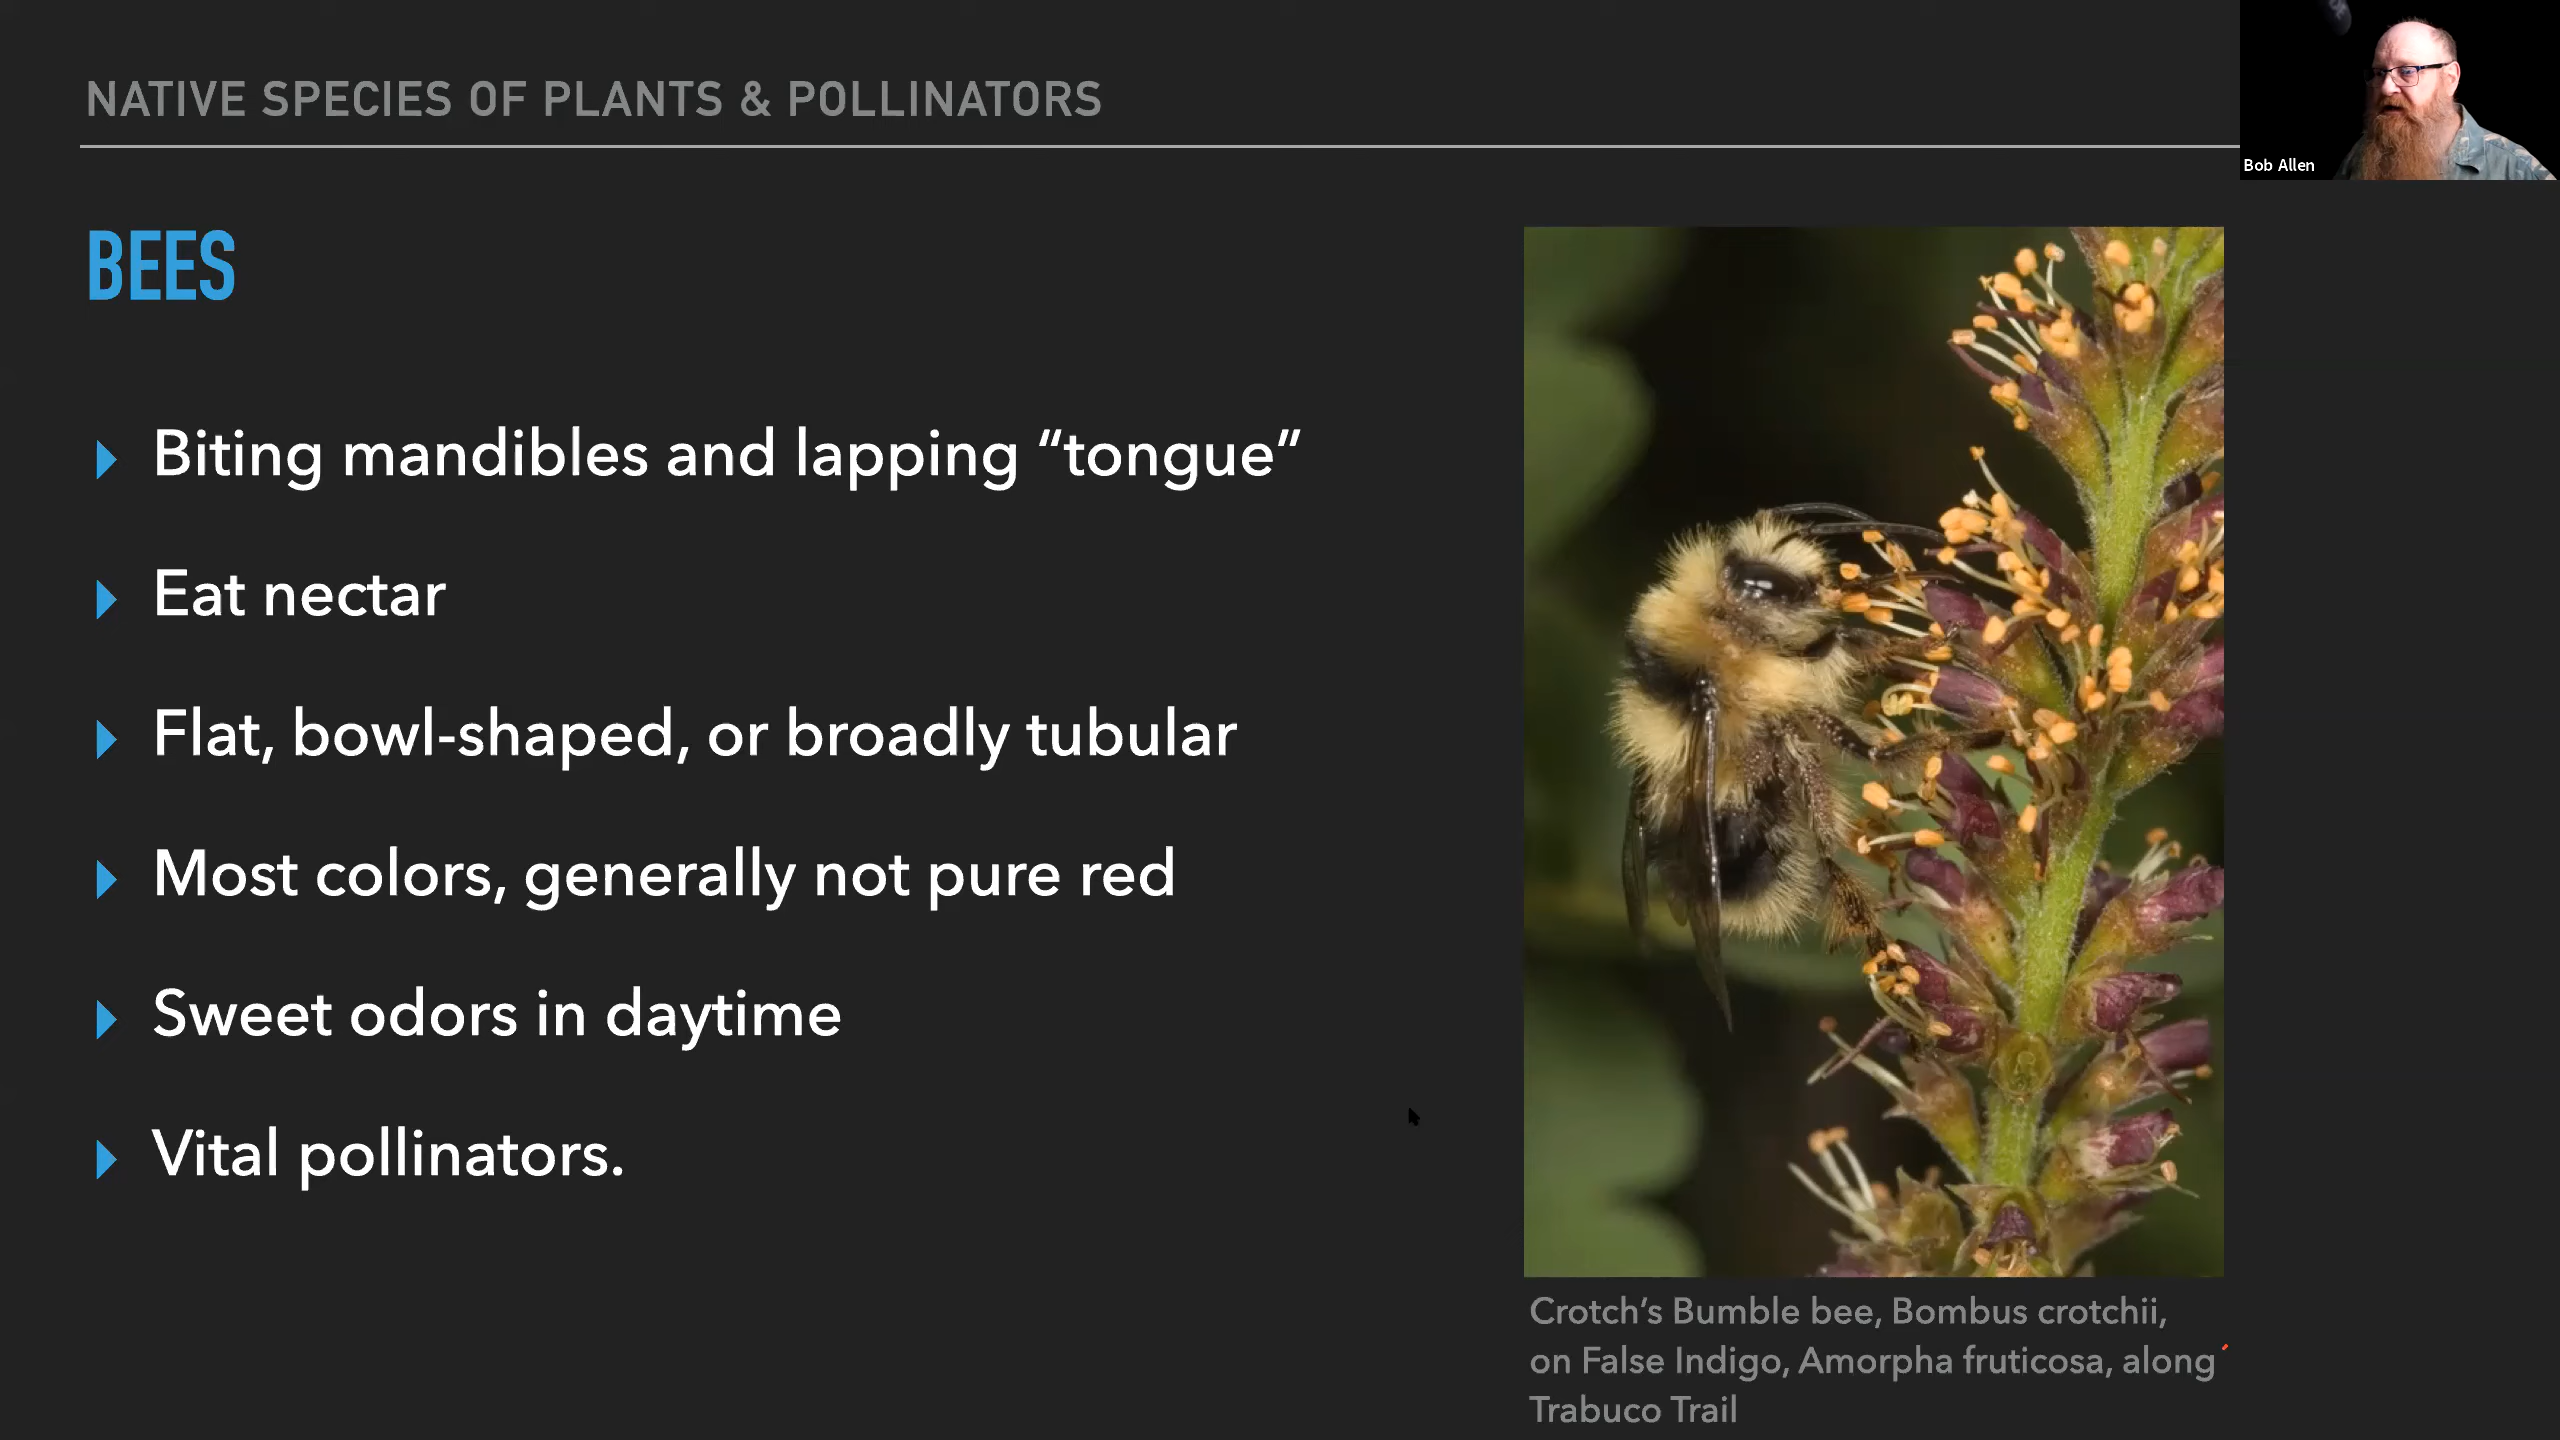 NATIVE SPECIES OF PLANTS & POLLINATORS
Bob Allen
BEES
Biting mandibles and lapping “tongue”
Eat nectar
Flat, bowl-shaped, or broadly tubular
Most colors, generally not pure red
Sweet odors in daytime
Vital pollinators.
Crotch’s Bumble bee, Bombus crotchii,
on False Indigo, Amorpha fruticosa, along
Trabuco Trail